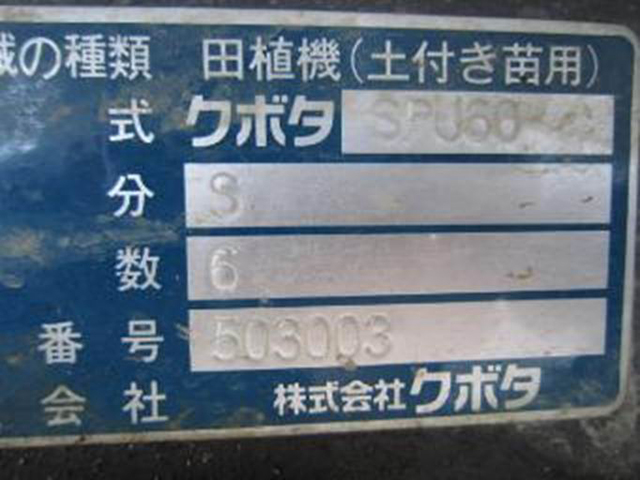 械の種類 田植機(土付き苗用)
式 クボタ SPU60
分 S
数 6
番号 503003
会社 株式会社クボタ